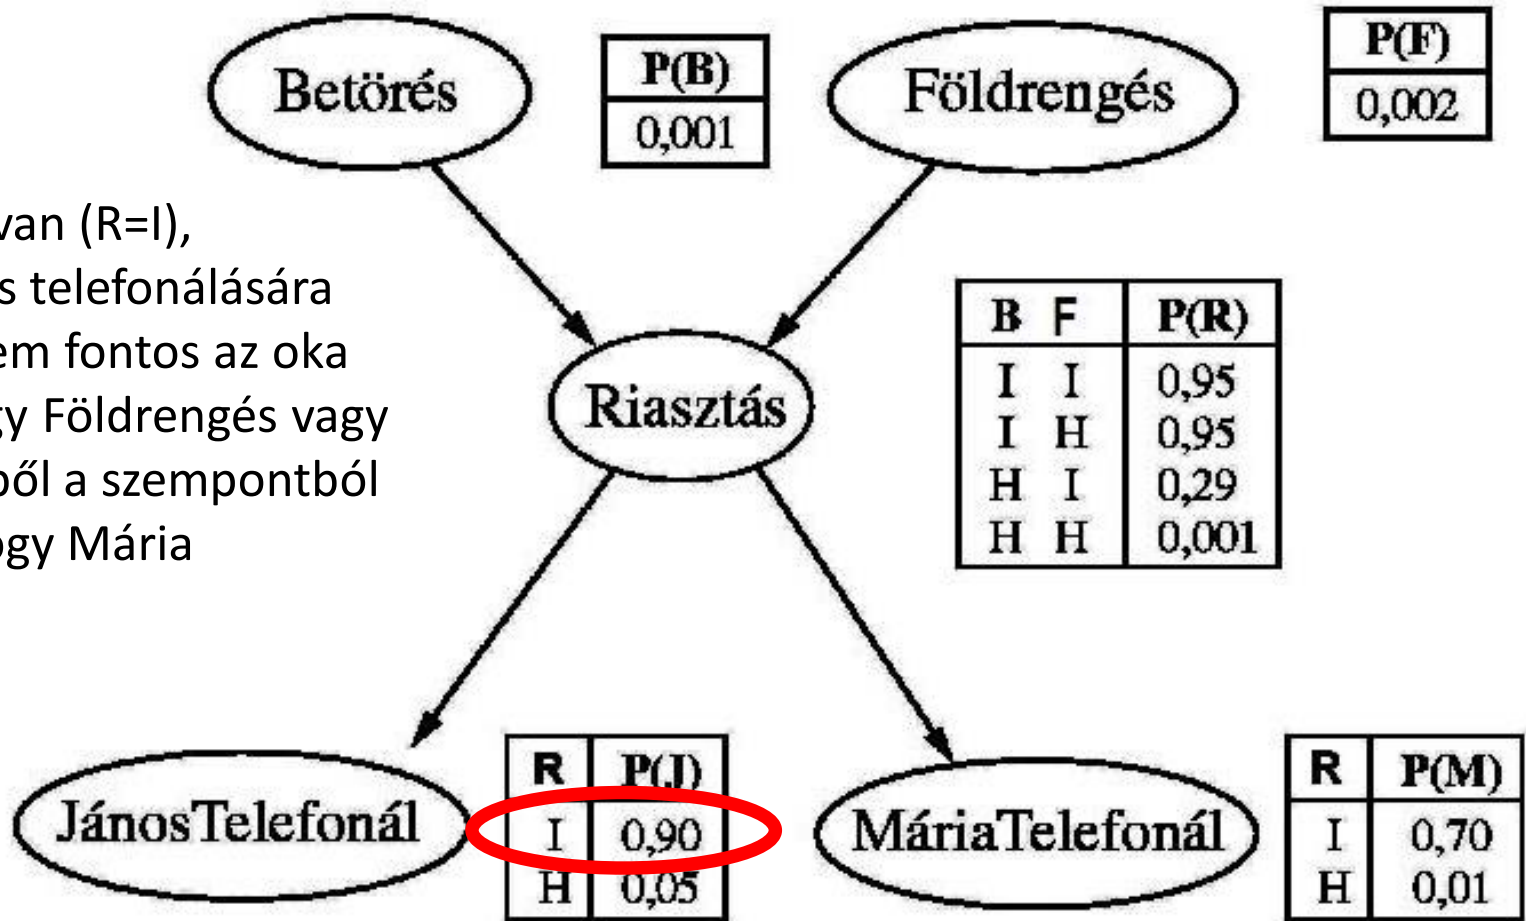 Betörés
P(B)
0,001
Földrengés
P(F)
0,002
van (R=I),
s telefonálására
em fontos az oka
gy Földrengés vagy
ből a szempontból
ogy Mária
Riasztás
B F P(R)
I I 0,95
I H 0,95
H I 0,29
H H 0,001
JánosTelefonál
R P(J)
I 0,90
H 0,05
MáriaTelefonál
R P(M)
I 0,70
H 0,01